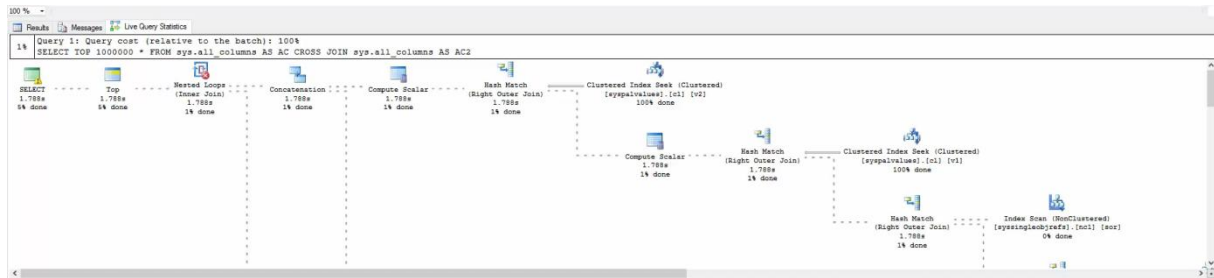 100 %
Results Messages Live Query Statistics
1% Query 1: Query cost (relative to the batch): 100%
SELECT TOP 1000000 * FROM sys.all_columns AS AC CROSS JOIN sys.all_columns AS AC2
SELECT
1.788s
5% done
Top
1.788s
5% done
Nested Loops
(Inner Join)
1.788s
1% done
Concatenation
1.788s
1% done
Compute Scalar
1.788s
1% done
Hash Match
(Right Outer Join)
1.788s
1% done
Clustered Index Seek (Clustered)
[syspalvalues].[cl] [v2]
100% done
Compute Scalar
1.788s
1% done
Hash Match
(Right Outer Join)
1.788s
1% done
Clustered Index Seek (Clustered)
[syspalvalues].[cl] [v1]
100% done
Hash Match
(Right Outer Join)
1.788s
1% done
Index Scan (NonClustered)
[syssingleobjrefs].[nc1] [sor]
0% done